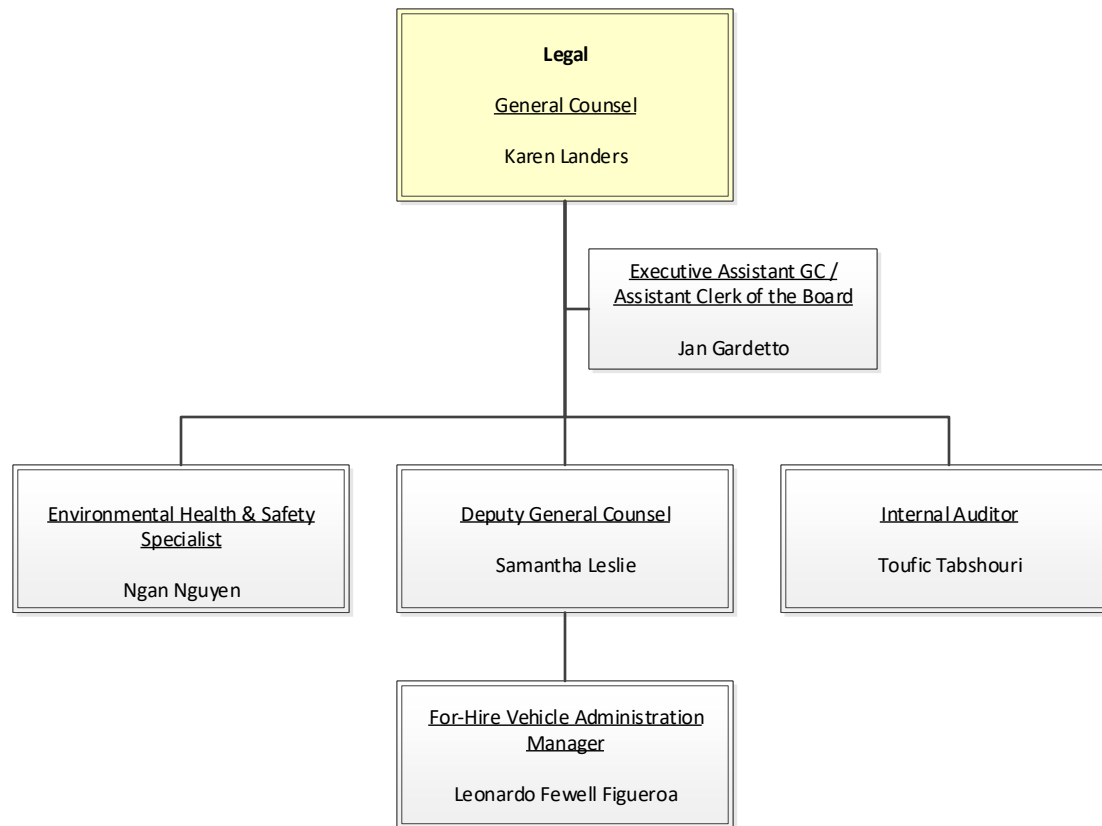 Legal
General Counsel
Karen Landers
Executive Assistant GC /
Assistant Clerk of the Board
Jan Gardetto
Environmental Health & Safety
Specialist
Ngan Nguyen
Deputy General Counsel
Samantha Leslie
Internal Auditor
Toufic Tabshouri
For-Hire Vehicle Administration
Manager
Leonardo Fewell Figueroa